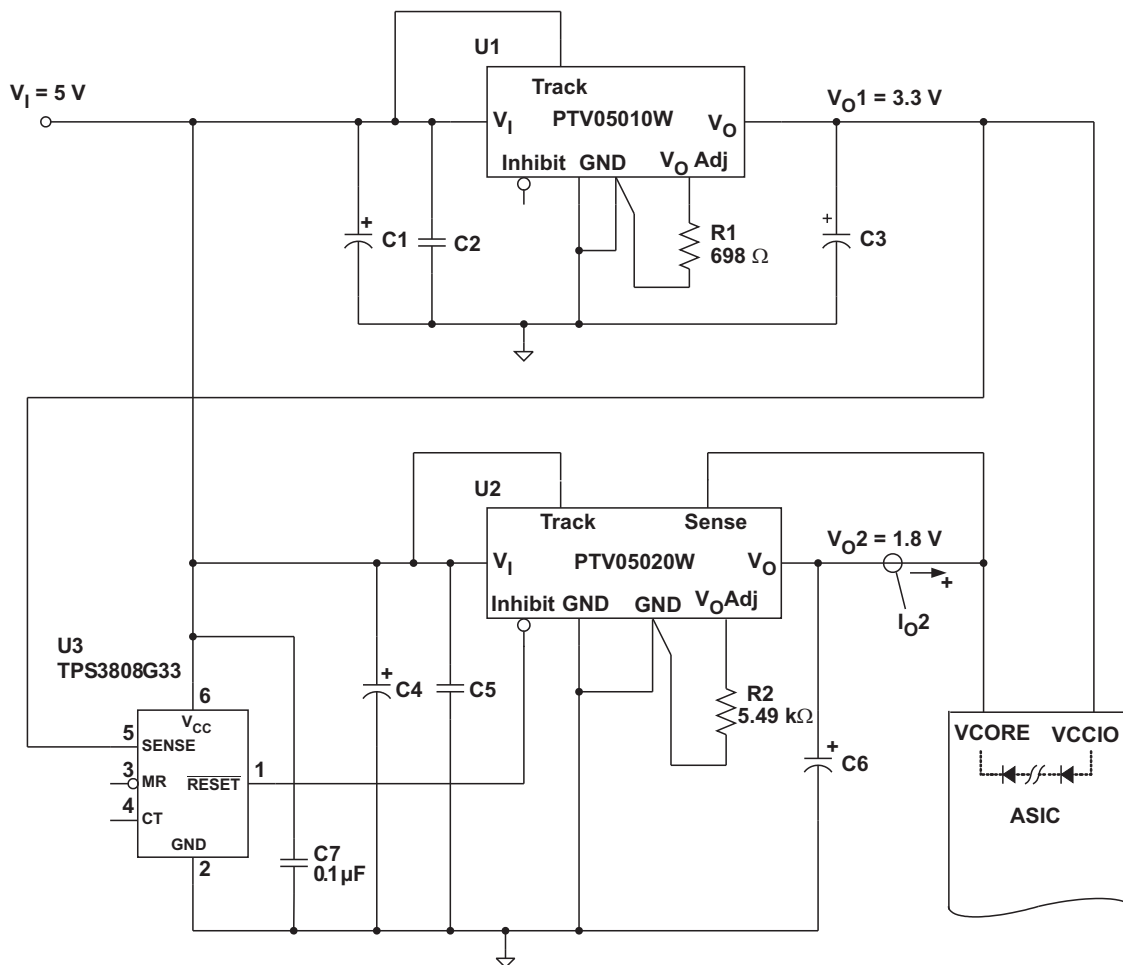 U1
V_I = 5 V
Track
V_O1 = 3.3 V
PTV05010W
V_I
V_O
Inhibit
GND
V_O Adj
+
C1
C2
R1
698 Ω
+
C3
U2
Track
Sense
V_O2 = 1.8 V
PTV05020W
V_I
V_O
+
Inhibit
GND
GND
V_O Adj
I_O2
U3
TPS3808G33
+
C4
C5
R2
5.49 kΩ
6
V_CC
5
SENSE
3
MR
RESET
1
4
CT
GND
2
C7
0.1 µF
+
C6
VCORE
VCCIO
ASIC